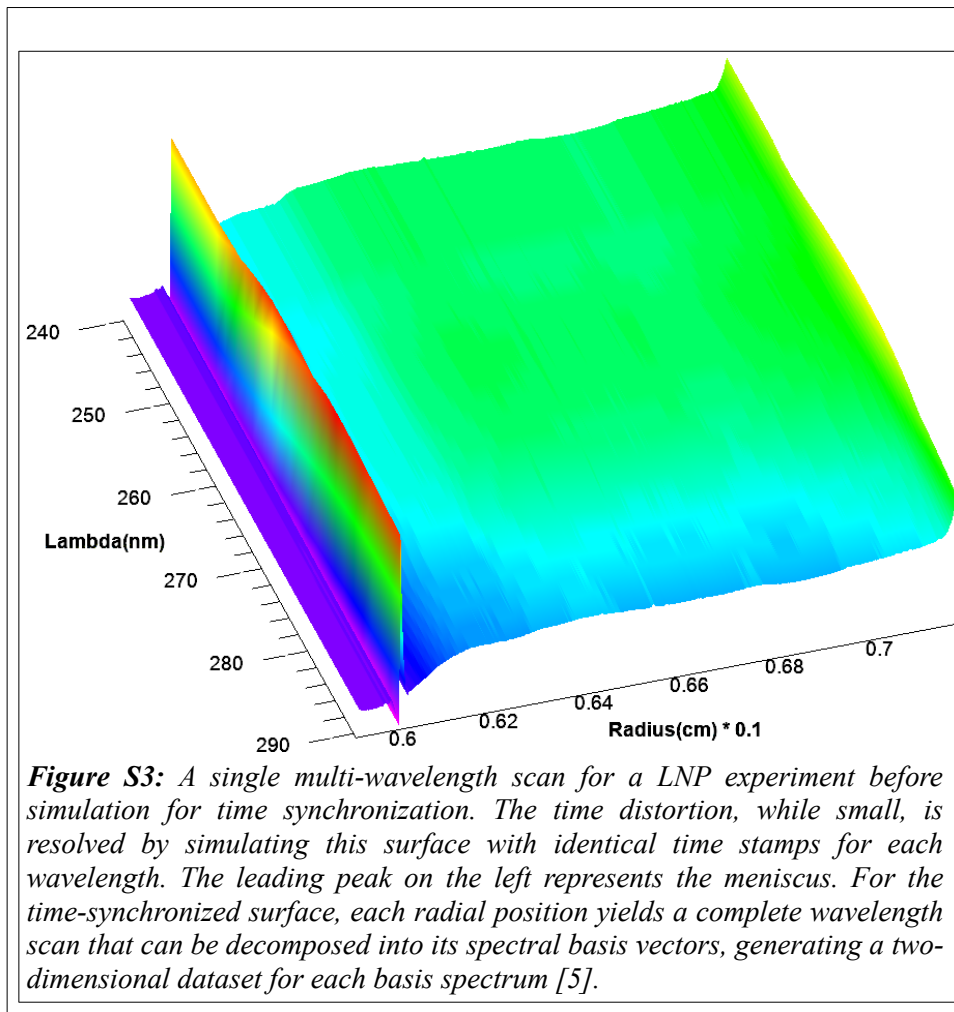 240
250
260
Lambda(nm)
270
280
290
0.6
0.62
0.64
0.66
0.68
0.7
Radius(cm) * 0.1
Figure S3: A single multi-wavelength scan for a LNP experiment before
simulation for time synchronization. The time distortion, while small, is
resolved by simulating this surface with identical time stamps for each
wavelength. The leading peak on the left represents the meniscus. For the
time-synchronized surface, each radial position yields a complete wavelength
scan that can be decomposed into its spectral basis vectors, generating a two-
dimensional dataset for each basis spectrum [5].